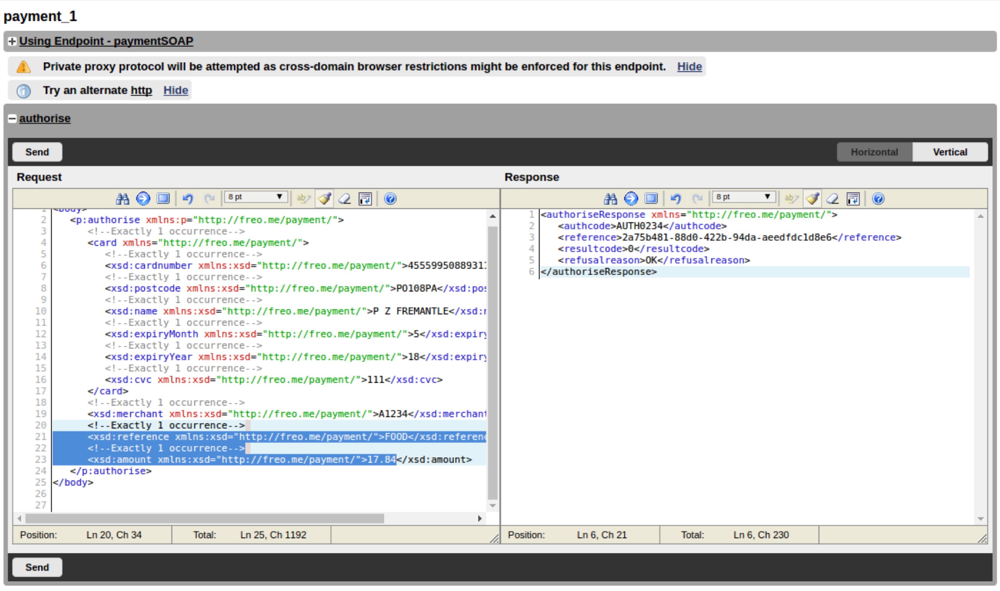 payment_1
Using Endpoint - paymentSOAP
Private proxy protocol will be attempted as cross-domain browser restrictions might be enforced for this endpoint. Hide
Try an alternate http Hide
authorise
Send Horizontal Vertical
Request
8 pt
1 <body>
2 <p:authorise xmlns:p="http://freo.me/payment/">
3 <!--Exactly 1 occurrence-->
4 <card xmlns="http://freo.me/payment/">
5 <!--Exactly 1 occurrence-->
6 <xsd:cardnumber xmlns:xsd="http://freo.me/payment/">4555995088931
7 <!--Exactly 1 occurrence-->
8 <xsd:postcode xmlns:xsd="http://freo.me/payment/">PO108PA</xsd:pos
9 <!--Exactly 1 occurrence-->
10 <xsd:name xmlns:xsd="http://freo.me/payment/">P Z FREMANTLE</xsd:
11 <!--Exactly 1 occurrence-->
12 <xsd:expiryMonth xmlns:xsd="http://freo.me/payment/">5</xsd:expiry
13 <!--Exactly 1 occurrence-->
14 <xsd:expiryYear xmlns:xsd="http://freo.me/payment/">18</xsd:expiry
15 <!--Exactly 1 occurrence-->
16 <xsd:cvc xmlns:xsd="http://freo.me/payment/">111</xsd:cvc>
17 </card>
18 <!--Exactly 1 occurrence-->
19 <xsd:merchant xmlns:xsd="http://freo.me/payment/">A1234</xsd:merchant
20 <!--Exactly 1 occurrence-->
21 <xsd:reference xmlns:xsd="http://freo.me/payment/">FOOD</xsd:referenc
22 <!--Exactly 1 occurrence-->
23 <xsd:amount xmlns:xsd="http://freo.me/payment/">17.84</xsd:amount>
24 </p:authorise>
25 </body>
26
27
Position: Ln 20, Ch 34 Total: Ln 25, Ch 1192
Response
8 pt
1 <authoriseResponse xmlns="http://freo.me/payment/">
2 <authcode>AUTH0234</authcode>
3 <reference>2a75b481-88d0-422b-94da-aeedfdc1d8e6</reference>
4 <resultcode>0</resultcode>
5 <refusalreason>OK</refusalreason>
6 </authoriseResponse>
Position: Ln 6, Ch 21 Total: Ln 6, Ch 230
Send